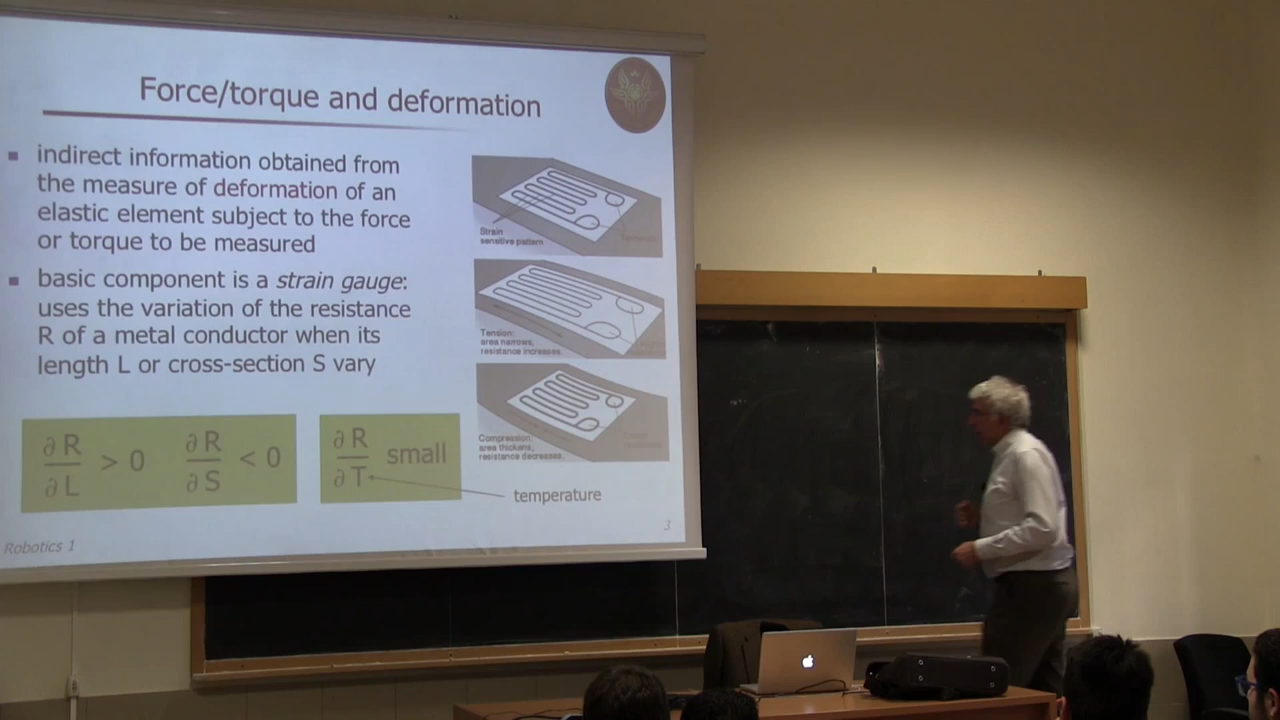 Force/torque and deformation
indirect information obtained from
the measure of deformation of an
elastic element subject to the force
or torque to be measured
basic component is a strain gauge:
uses the variation of the resistance
R of a metal conductor when its
length L or cross-section S vary
Strain
sensitive pattern
Tension:
area narrows,
resistance increases.
Compression:
area thickens,
resistance decreases.
∂R/∂L > 0 ∂R/∂S < 0 ∂R/∂T small
temperature
Robotics 1
3